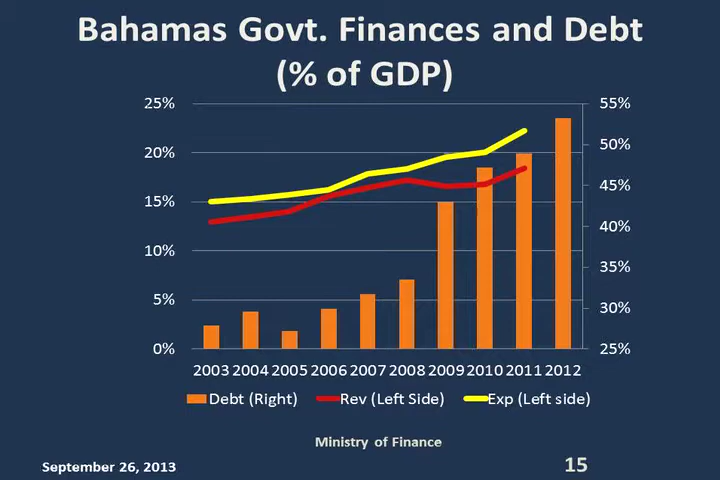 Bahamas Govt. Finances and Debt
(% of GDP)
25%
20%
15%
10%
5%
0%
55%
50%
45%
40%
35%
30%
25%
2003 2004 2005 2006 2007 2008 2009 2010 2011 2012
Debt (Right) Rev (Left Side) Exp (Left side)
Ministry of Finance
September 26, 2013
15